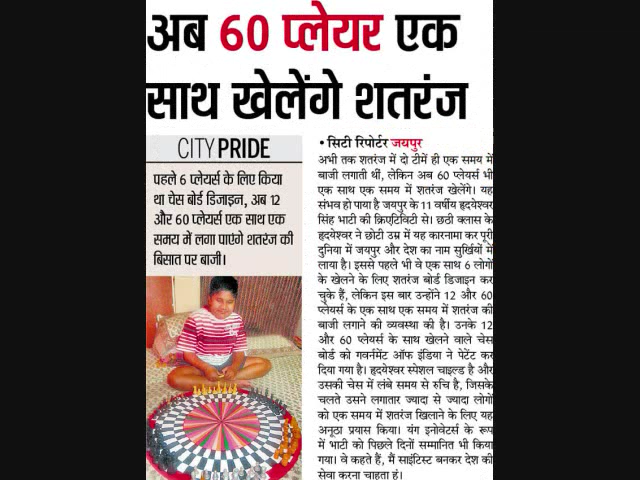 अब 60 प्लेयर एक
साथ खेलेंगे शतरंज
CITY PRIDE
पहले 6 प्लेयर्स के लिए किया
था चेस बोर्ड डिजाइन, अब 12
और 60 प्लेयर्स एक साथ एक
समय में लगा पाएंगे शतरंज की
बिसात पर बाजी।
• सिटी रिपोर्टर जयपुर
अभी तक शतरंज में दो टीमें ही एक समय में
बाजी लगाती थीं, लेकिन अब 60 प्लेयर्स भी
एक साथ एक समय में शतरंज खेलेंगे। यह
संभव हो पाया है जयपुर के 11 वर्षीय हृदयेश्वर
सिंह भाटी की क्रिएटिविटी से। छठी क्लास के
हृदयेश्वर ने छोटी उम्र में यह कारनामा कर पूरी
दुनिया में जयपुर और देश का नाम सुर्खियों में
लाया है। इससे पहले भी वे एक साथ 6 लोगों
के खेलने के लिए शतरंज बोर्ड डिजाइन कर
चुके हैं, लेकिन इस बार उन्होंने 12 और 60
प्लेयर्स के एक साथ एक समय में शतरंज की
बाजी लगाने की व्यवस्था की है। उनके 12
और 60 प्लेयर्स के साथ खेलने वाले चेस
बोर्ड को गवर्नमेंट ऑफ इंडिया ने पेटेंट कर
दिया गया है। हृदयेश्वर स्पेशल चाइल्ड है और
उसकी चेस में लंबे समय से रुचि है, जिसके
चलते उसने लगातार ज्यादा से ज्यादा लोगों
को एक समय में शतरंज खिलाने के लिए यह
अनूठा प्रयास किया। यंग इनोवेटर्स के रूप
में भाटी को पिछले दिनों सम्मानित भी किया
गया। वे कहते हैं, मैं साइंटिस्ट बनकर देश की
सेवा करना चाहता हूं।